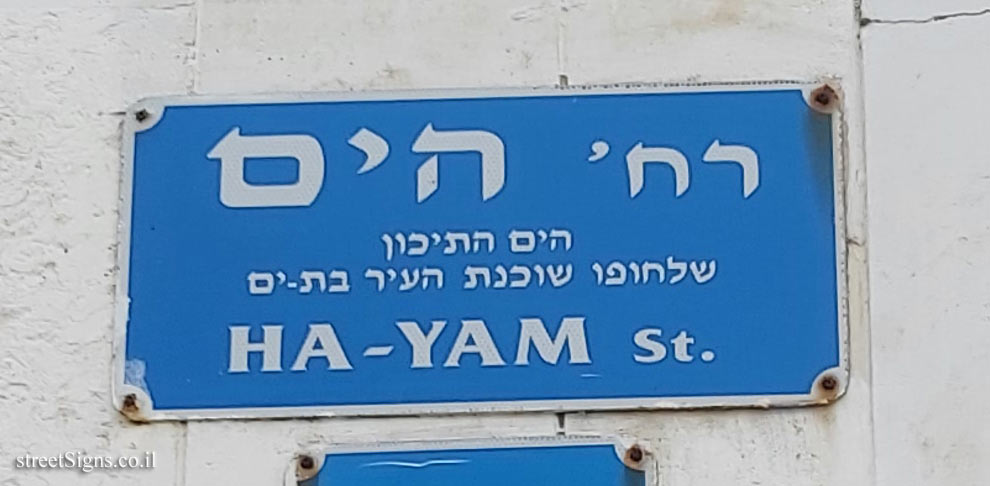 רח' הים
הים התיכון
שלחופו שוכנת העיר בת-ים
HA-YAM St.
streetSigns.co.il